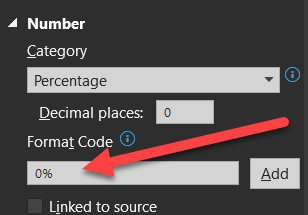 Number
Category
Percentage
Decimal places: 0
Format Code
0% Add
Linked to source